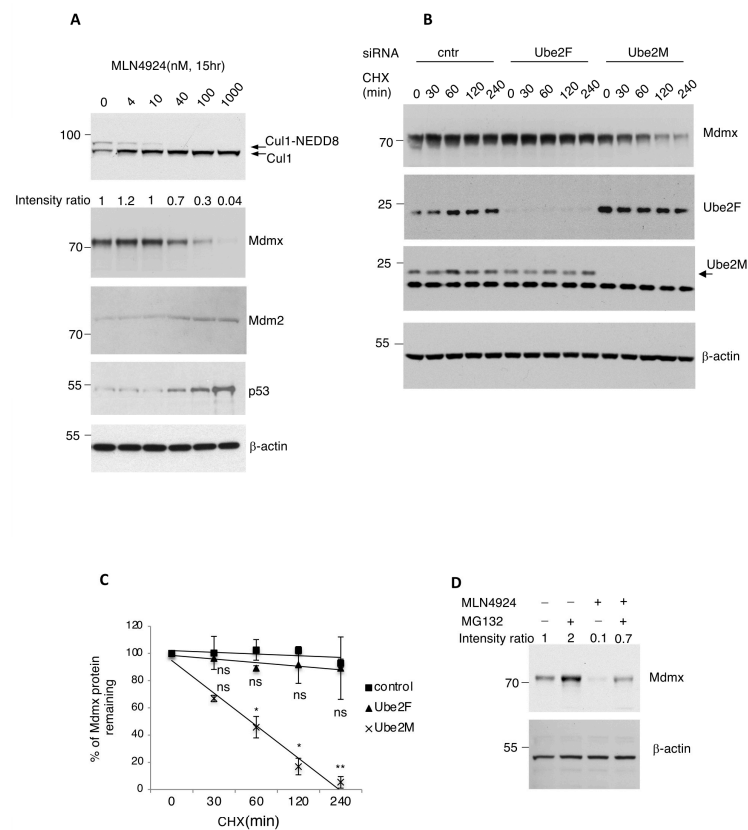 A
MLN4924(nM, 15hr)
0 4 10 40 100 1000
100
Cul1-NEDD8
Cul1
Intensity ratio 1 1.2 1 0.7 0.3 0.04
70
Mdmx
70
Mdm2
55
p53
55
β-actin
B
siRNA cntr Ube2F Ube2M
CHX
(min)
0 30 60 120 240 0 30 60 120 240 0 30 60 120 240
70
Mdmx
25
Ube2F
25
Ube2M
55
β-actin
C
% of Mdmx protein
remaining
120
100
80
60
40
20
0
ns
ns
ns
ns
ns
*
*
**
0 30 60 120 240
CHX(min)
control
Ube2F
Ube2M
D
MLN4924 – – + +
MG132 – + – +
Intensity ratio 1 2 0.1 0.7
70
Mdmx
55
β-actin